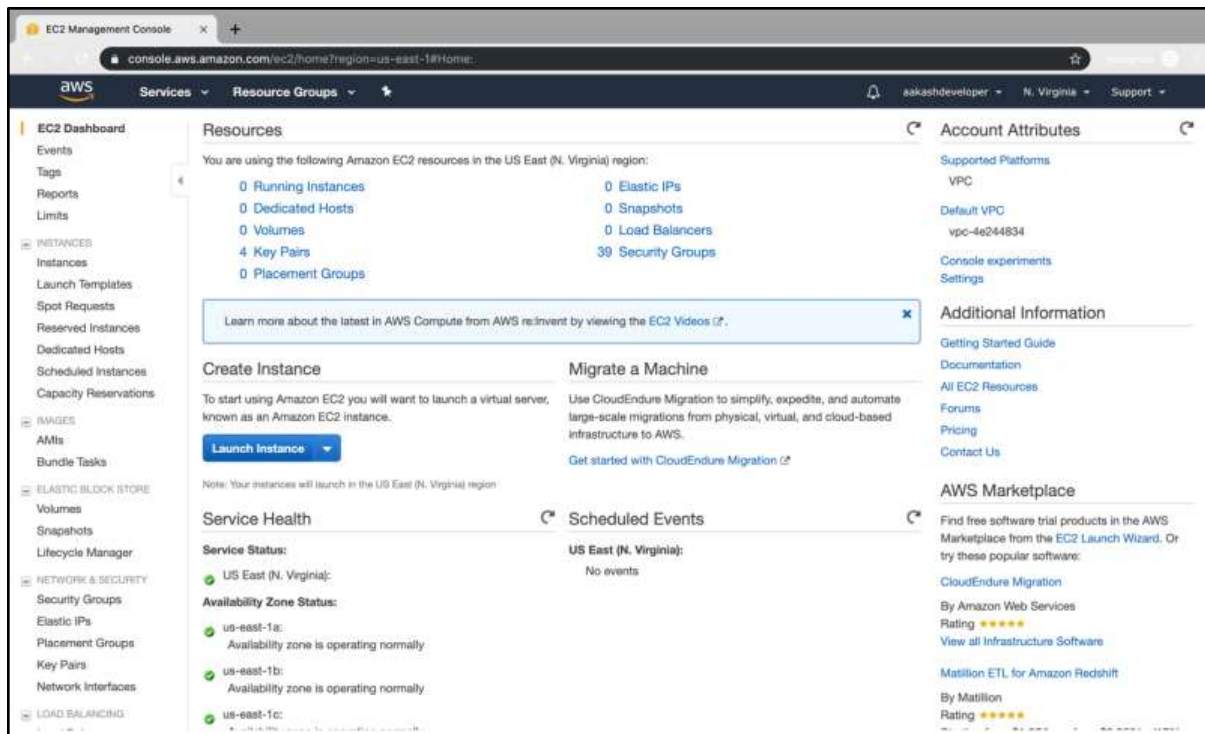 EC2 Management Console
console.aws.amazon.com/ec2/home?region=us-east-1#Home:
aws
Services
Resource Groups
aakashdeveloper
N. Virginia
Support
EC2 Dashboard
Events
Tags
Reports
Limits
INSTANCES
Instances
Launch Templates
Spot Requests
Reserved Instances
Dedicated Hosts
Scheduled Instances
Capacity Reservations
IMAGES
AMIs
Bundle Tasks
ELASTIC BLOCK STORE
Volumes
Snapshots
Lifecycle Manager
NETWORK & SECURITY
Security Groups
Elastic IPs
Placement Groups
Key Pairs
Network Interfaces
LOAD BALANCING
Resources
You are using the following Amazon EC2 resources in the US East (N. Virginia) region:
0 Running Instances
0 Dedicated Hosts
0 Volumes
4 Key Pairs
0 Placement Groups
0 Elastic IPs
0 Snapshots
0 Load Balancers
39 Security Groups
Learn more about the latest in AWS Compute from AWS re:Invent by viewing the EC2 Videos.
Create Instance
To start using Amazon EC2 you will want to launch a virtual server,
known as an Amazon EC2 instance.
Launch Instance
Note: Your instances will launch in the US East (N. Virginia) region
Migrate a Machine
Use CloudEndure Migration to simplify, expedite, and automate
large-scale migrations from physical, virtual, and cloud-based
infrastructure to AWS.
Get started with CloudEndure Migration
Service Health
Service Status:
US East (N. Virginia):
Availability Zone Status:
us-east-1a:
Availability zone is operating normally
us-east-1b:
Availability zone is operating normally
us-east-1c:
Scheduled Events
US East (N. Virginia):
No events
Account Attributes
Supported Platforms
VPC
Default VPC
vpc-4e244834
Console experiments
Settings
Additional Information
Getting Started Guide
Documentation
All EC2 Resources
Forums
Pricing
Contact Us
AWS Marketplace
Find free software trial products in the AWS
Marketplace from the EC2 Launch Wizard. Or
try these popular software:
CloudEndure Migration
By Amazon Web Services
Rating
View all Infrastructure Software
Matillion ETL for Amazon Redshift
By Matillion
Rating